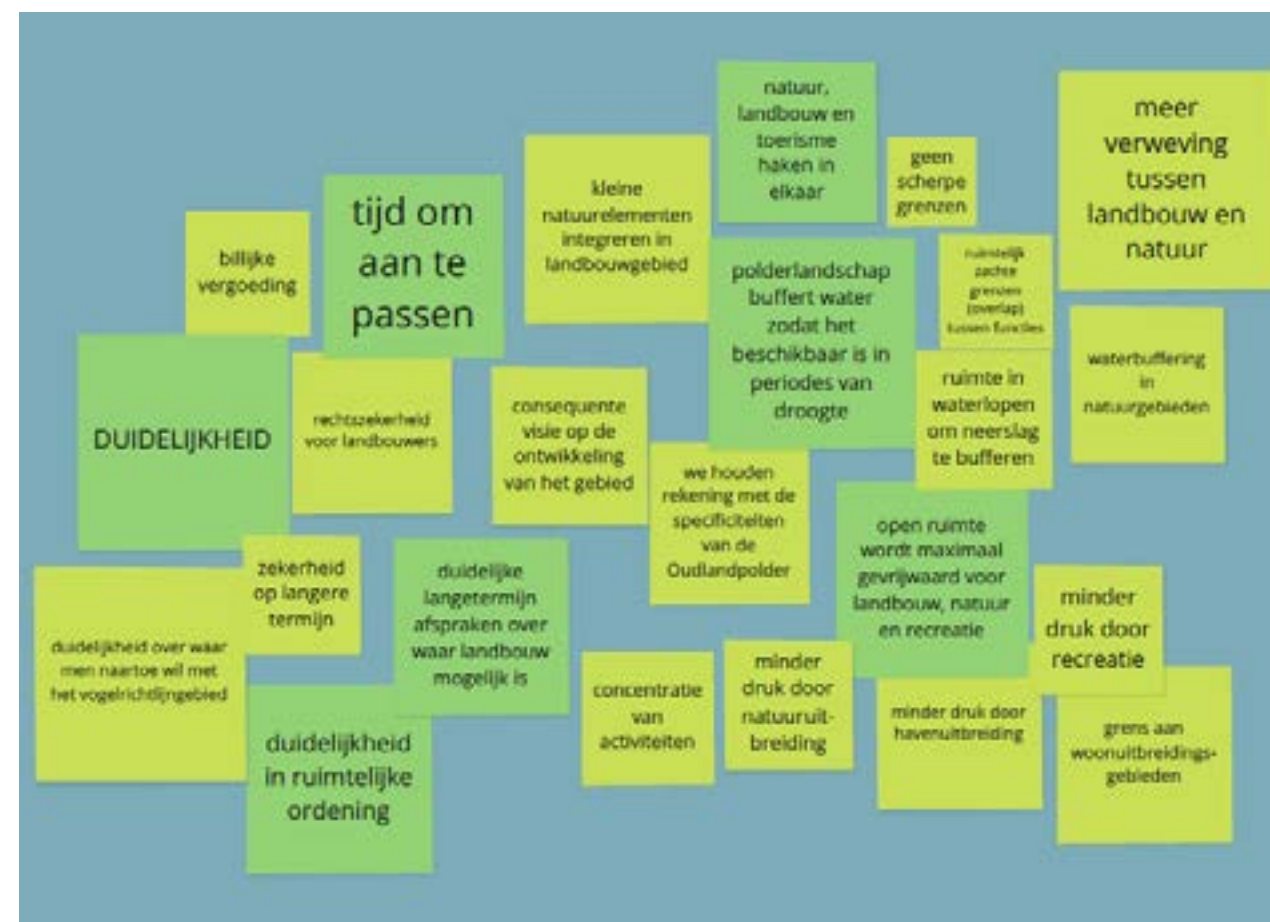 natuur,
landbouw en
toerisme
haken in
elkaar
meer
verweving
tussen
landbouw en
natuur
geen
scherpe
grenzen
kleine
natuurelementen
integreren in
landbouwgebied
tijd om
aan te
passen
billijke
vergoeding
polderlandschap
buffert water
zodat het
beschikbaar is in
periodes van
droogte
ruimtelijk
zachte
grenzen
(overlap)
tussen functies
waterbuffering
in
natuurgebieden
ruimte in
waterlopen
om neerslag
te bufferen
DUIDELIJKHEID
rechtszekerheid
voor landbouwers
consequente
visie op de
ontwikkeling
van het gebied
we houden
rekening met de
specificiteiten
van de
Oudlandpolder
open ruimte
wordt maximaal
gevrijwaard voor
landbouw, natuur
en recreatie
zekerheid
op langere
termijn
duidelijke
langetermijn
afspraken over
waar landbouw
mogelijk is
minder
druk door
recreatie
duidelijkheid over waar
men naartoe wil met
het vogelrichtlijngebied
concentratie
van
activiteiten
minder
druk door
natuuruit-
breiding
minder druk door
havenuitbreiding
grens aan
woonuitbreidings-
gebieden
duidelijkheid
in ruimtelijke
ordening